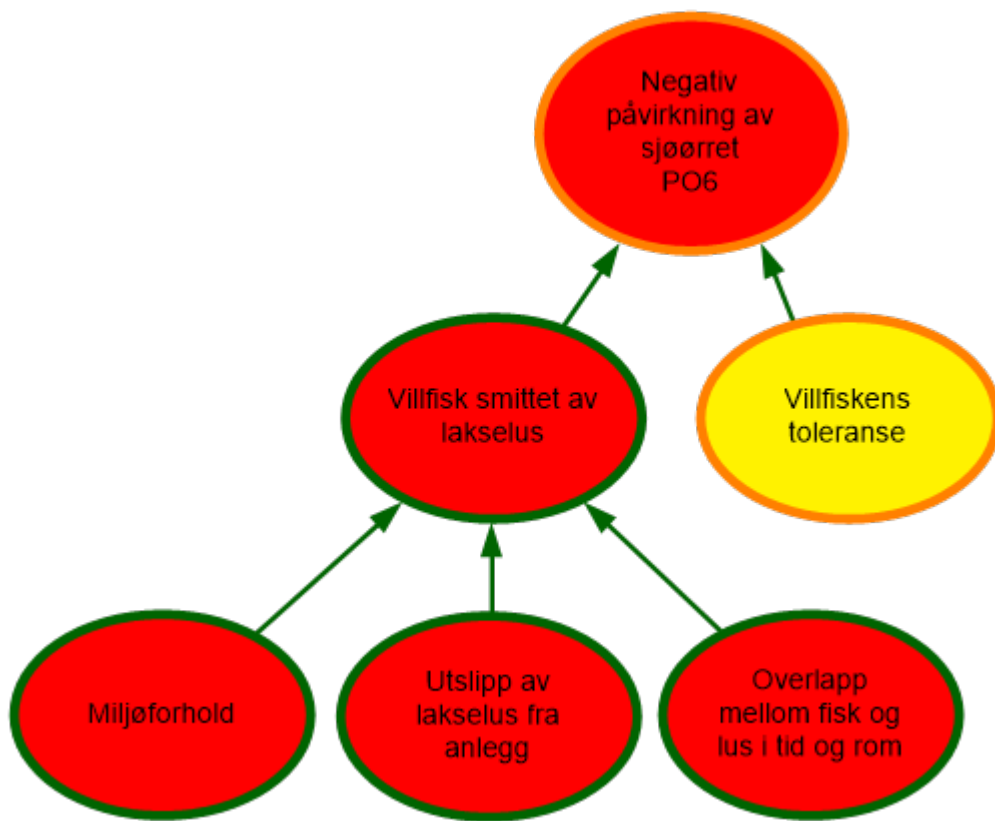 Negativ
påvirkning av
sjøørret
PO6
Villfisk smittet av
lakselus
Villfiskens
toleranse
Miljøforhold
Utslipp av
lakselus fra
anlegg
Overlapp
mellom fisk og
lus i tid og rom